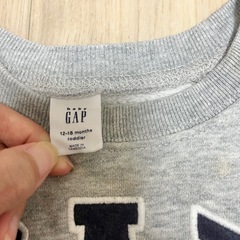 baby
GAP
12-18 months
toddler
MADE IN